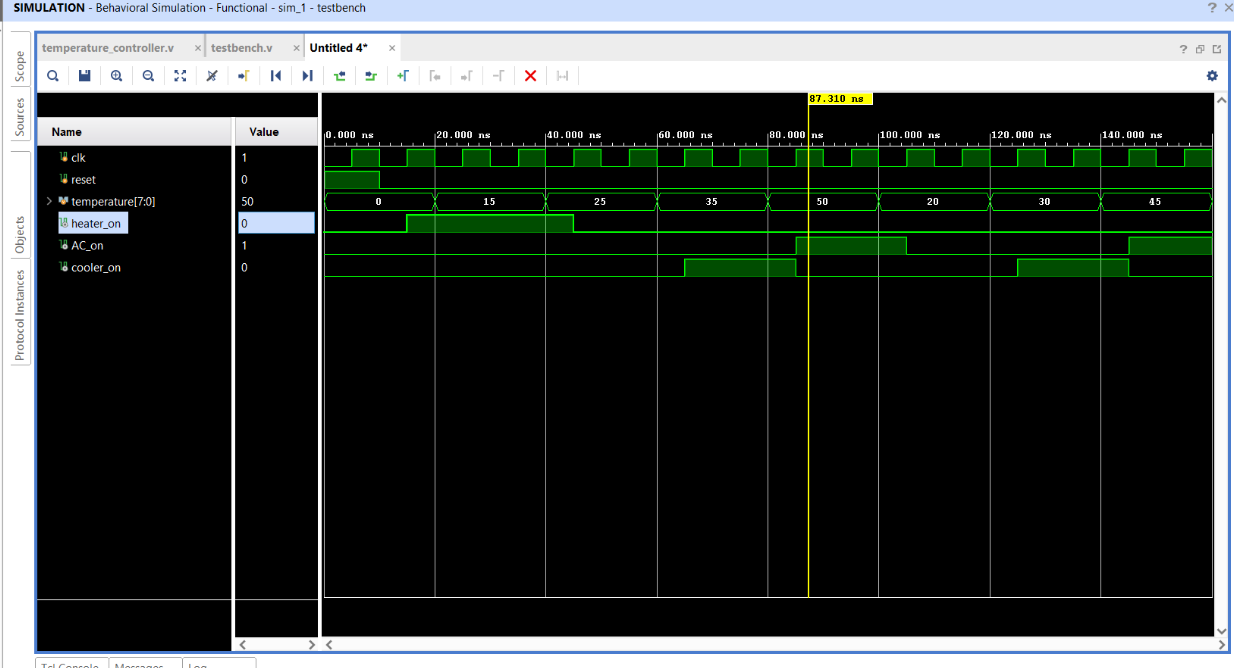 SIMULATION - Behavioral Simulation - Functional - sim_1 - testbench
?
Scope
Sources
Objects
Protocol Instances
temperature_controller.v × testbench.v × Untitled 4* ×
?
87.310 ns
Name Value
0.000 ns 20.000 ns 40.000 ns 60.000 ns 80.000 ns 100.000 ns 120.000 ns 140.000 ns
clk 1
reset 0
temperature[7:0] 50 0 15 25 35 50 20 30 45
heater_on 0
AC_on 1
cooler_on 0
Tcl Console Messages Log